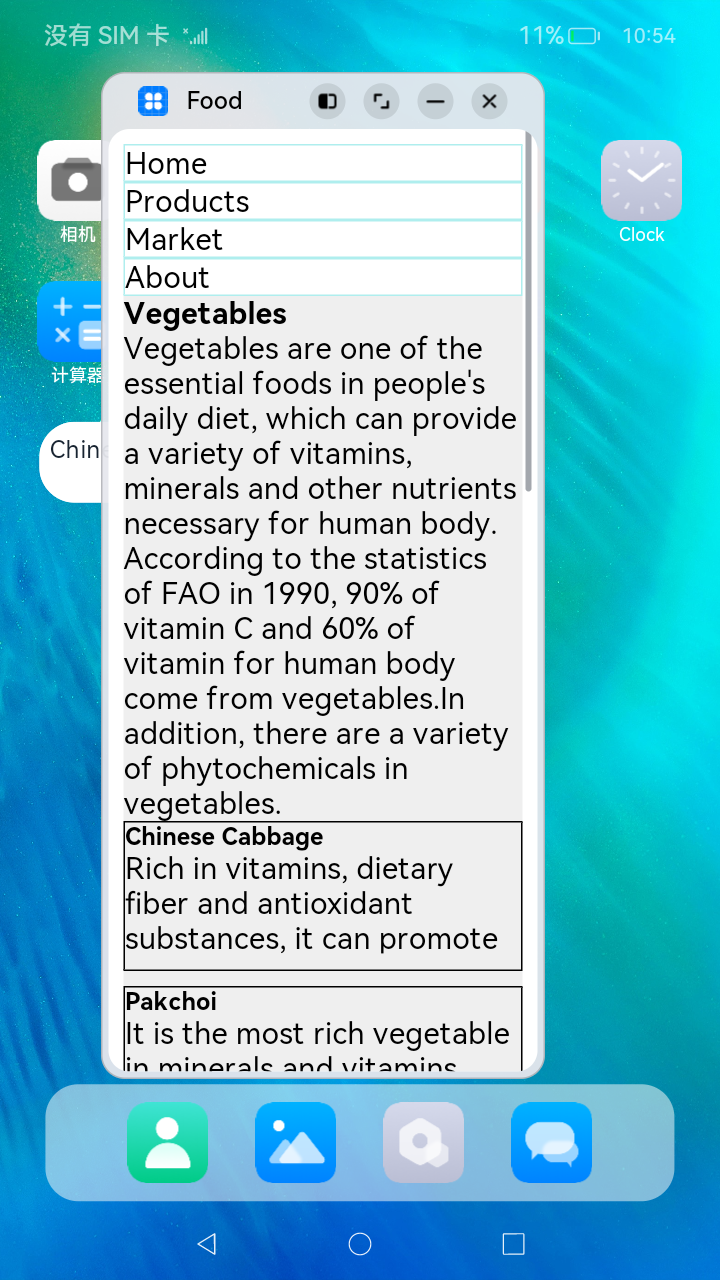 没有 SIM 卡
11%
10:54
Food
相机
Clock
计算器
Chin
Home
Products
Market
About
Vegetables
Vegetables are one of the
essential foods in people's
daily diet, which can provide
a variety of vitamins,
minerals and other nutrients
necessary for human body.
According to the statistics
of FAO in 1990, 90% of
vitamin C and 60% of
vitamin for human body
come from vegetables.In
addition, there are a variety
of phytochemicals in
vegetables.
Chinese Cabbage
Rich in vitamins, dietary
fiber and antioxidant
substances, it can promote
Pakchoi
It is the most rich vegetable
in minerals and vitamins